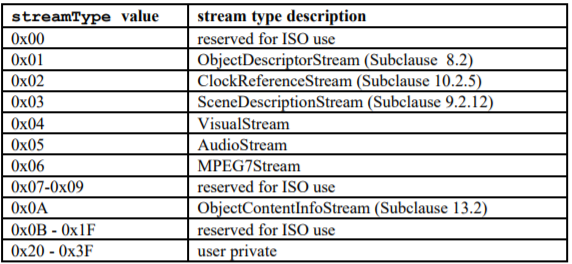 streamType value stream type description
0x00 reserved for ISO use
0x01 ObjectDescriptorStream (Subclause 8.2)
0x02 ClockReferenceStream (Subclause 10.2.5)
0x03 SceneDescriptionStream (Subclause 9.2.12)
0x04 VisualStream
0x05 AudioStream
0x06 MPEG7Stream
0x07-0x09 reserved for ISO use
0x0A ObjectContentInfoStream (Subclause 13.2)
0x0B - 0x1F reserved for ISO use
0x20 - 0x3F user private